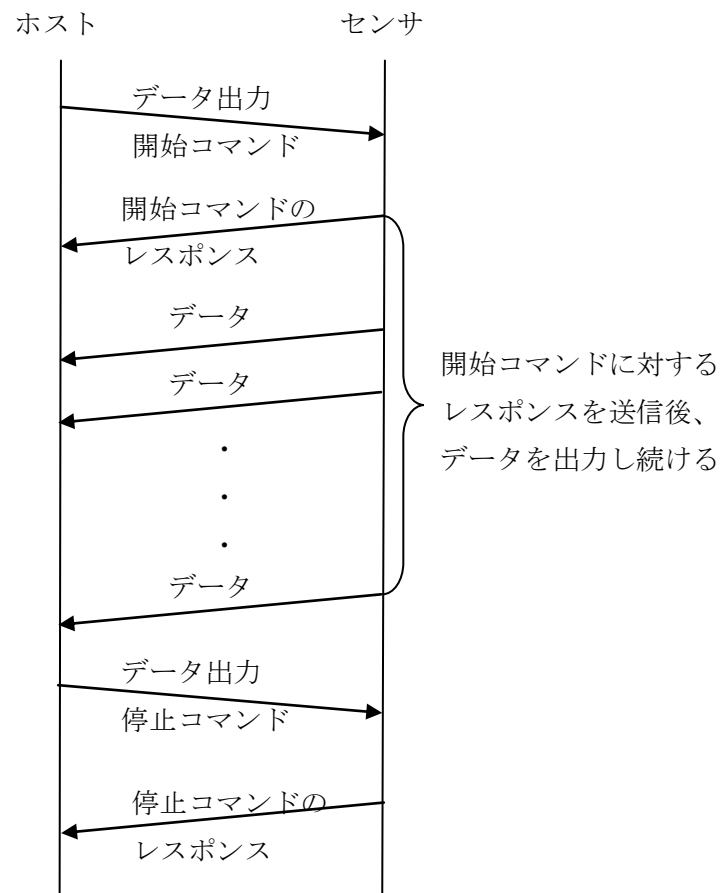 ホスト
センサ
データ出力
開始コマンド
開始コマンドの
レスポンス
データ
データ
・
・
・
データ
開始コマンドに対する
レスポンスを送信後、
データを出力し続ける
データ出力
停止コマンド
停止コマンドの
レスポンス